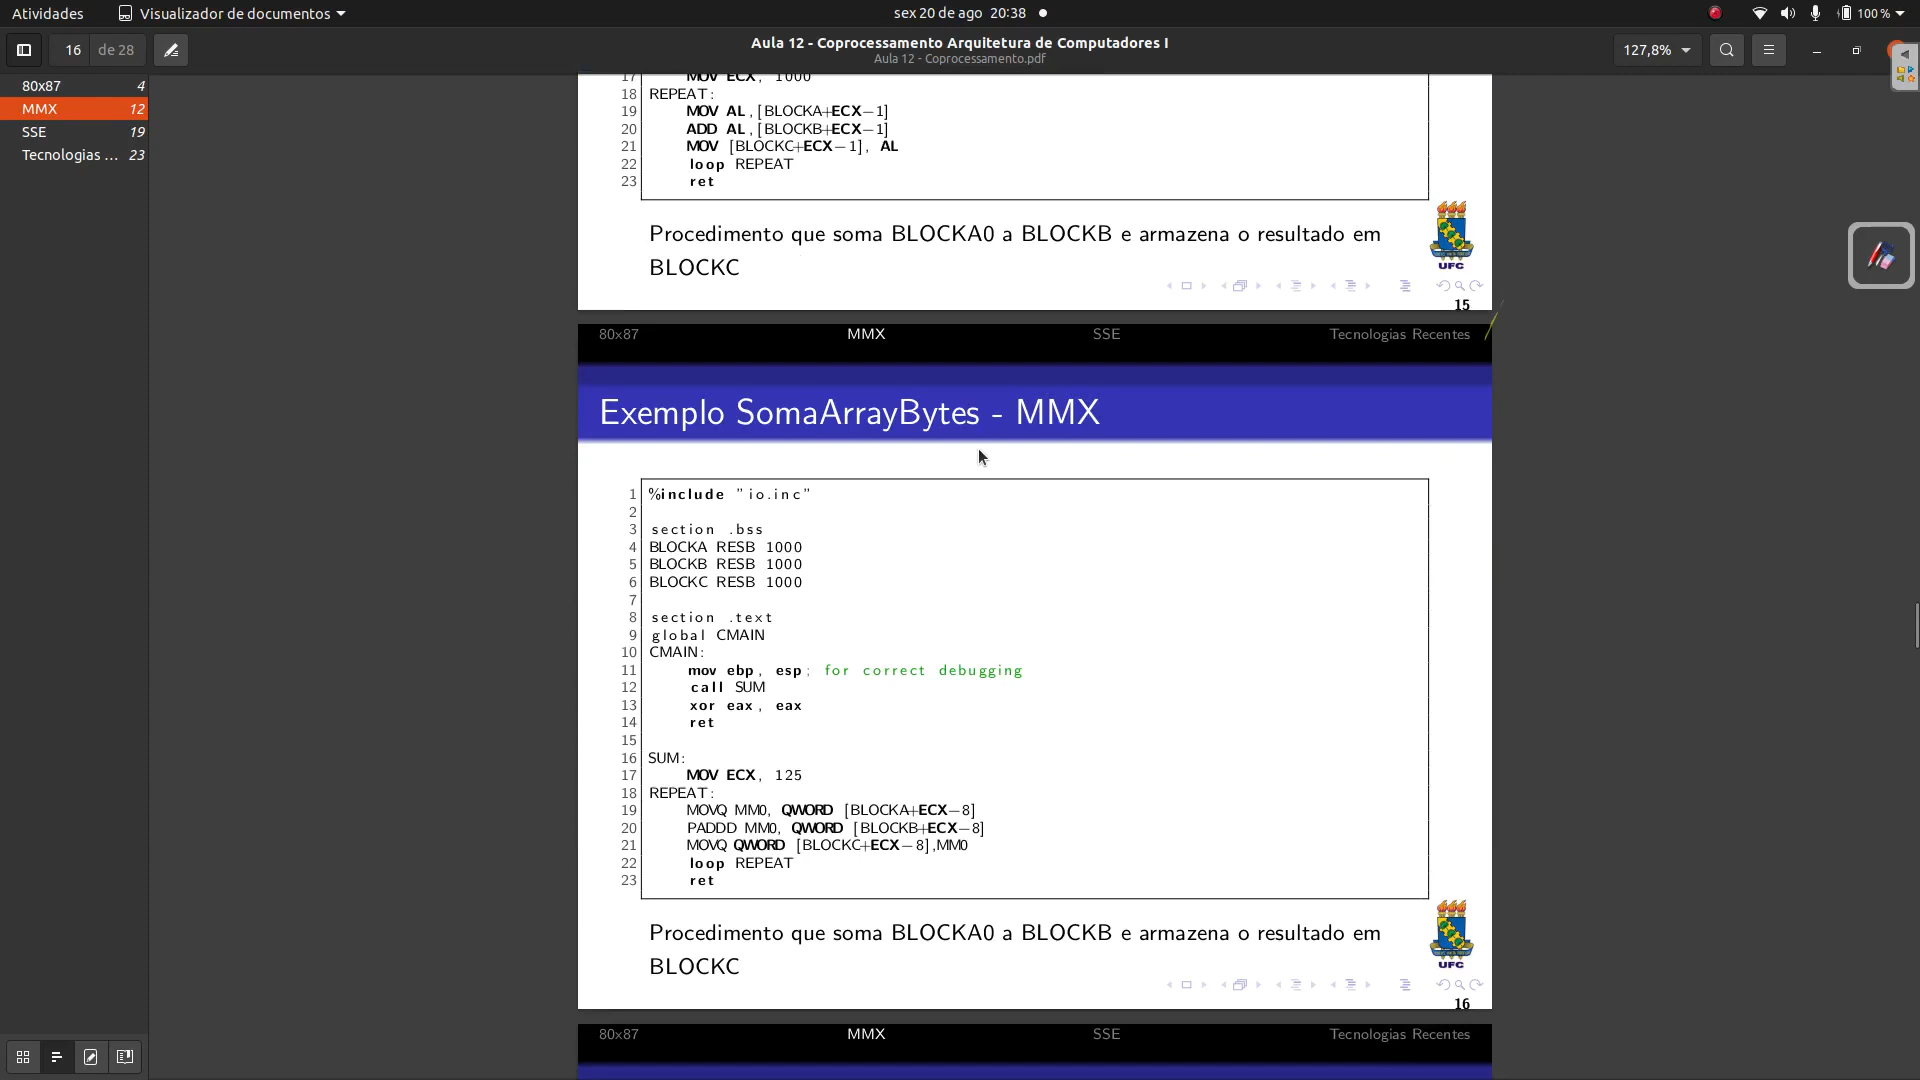 Atividades
Visualizador de documentos
sex 20 de ago 20:38
100 %
16 de 28
Aula 12 - Coprocessamento Arquitetura de Computadores I
Aula 12 - Coprocessamento.pdf
127,8%
80x87 4
MMX 12
SSE 19
Tecnologias ... 23
17 MOV ECX, 1000
18 REPEAT:
19 MOV AL,[BLOCKA+ECX-1]
20 ADD AL,[BLOCKB+ECX-1]
21 MOV [BLOCKC+ECX-1], AL
22 loop REPEAT
23 ret
Procedimento que soma BLOCKA0 a BLOCKB e armazena o resultado em
BLOCKC
UFC
15
80x87 MMX SSE Tecnologias Recentes
Exemplo SomaArrayBytes - MMX
1 %include "io.inc"
2
3 section .bss
4 BLOCKA RESB 1000
5 BLOCKB RESB 1000
6 BLOCKC RESB 1000
7
8 section .text
9 global CMAIN
10 CMAIN:
11 mov ebp, esp; for correct debugging
12 call SUM
13 xor eax, eax
14 ret
15
16 SUM:
17 MOV ECX, 125
18 REPEAT:
19 MOVQ MM0, QWORD [BLOCKA+ECX-8]
20 PADDD MM0, QWORD [BLOCKB+ECX-8]
21 MOVQ QWORD [BLOCKC+ECX-8],MM0
22 loop REPEAT
23 ret
Procedimento que soma BLOCKA0 a BLOCKB e armazena o resultado em
BLOCKC
UFC
16
80x87 MMX SSE Tecnologias Recentes